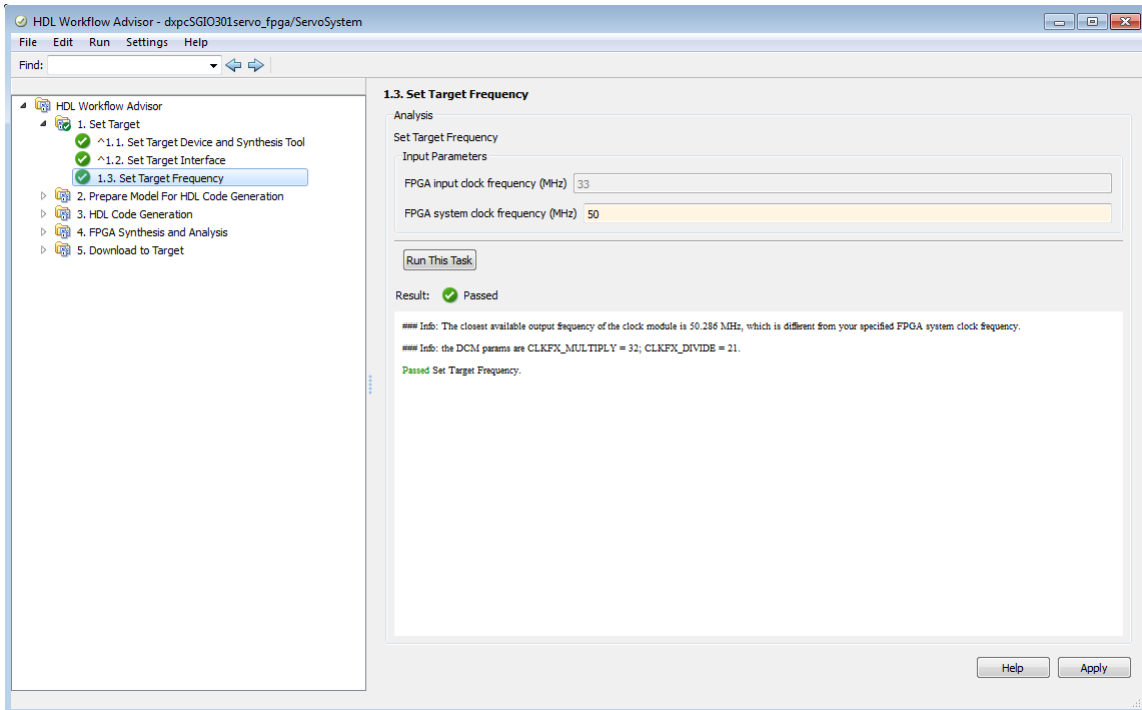 HDL Workflow Advisor - dxpcSGIO301servo_fpga/ServoSystem
File Edit Run Settings Help
Find:
HDL Workflow Advisor
1. Set Target
^1.1. Set Target Device and Synthesis Tool
^1.2. Set Target Interface
1.3. Set Target Frequency
2. Prepare Model For HDL Code Generation
3. HDL Code Generation
4. FPGA Synthesis and Analysis
5. Download to Target
1.3. Set Target Frequency
Analysis
Set Target Frequency
Input Parameters
FPGA input clock frequency (MHz) 33
FPGA system clock frequency (MHz) 50
Run This Task
Result: Passed
### Info: The closest available output frequency of the clock module is 50.286 MHz, which is different from your specified FPGA system clock frequency.
### Info: the DCM params are CLKFX_MULTIPLY = 32; CLKFX_DIVIDE = 21.
Passed Set Target Frequency.
Help Apply